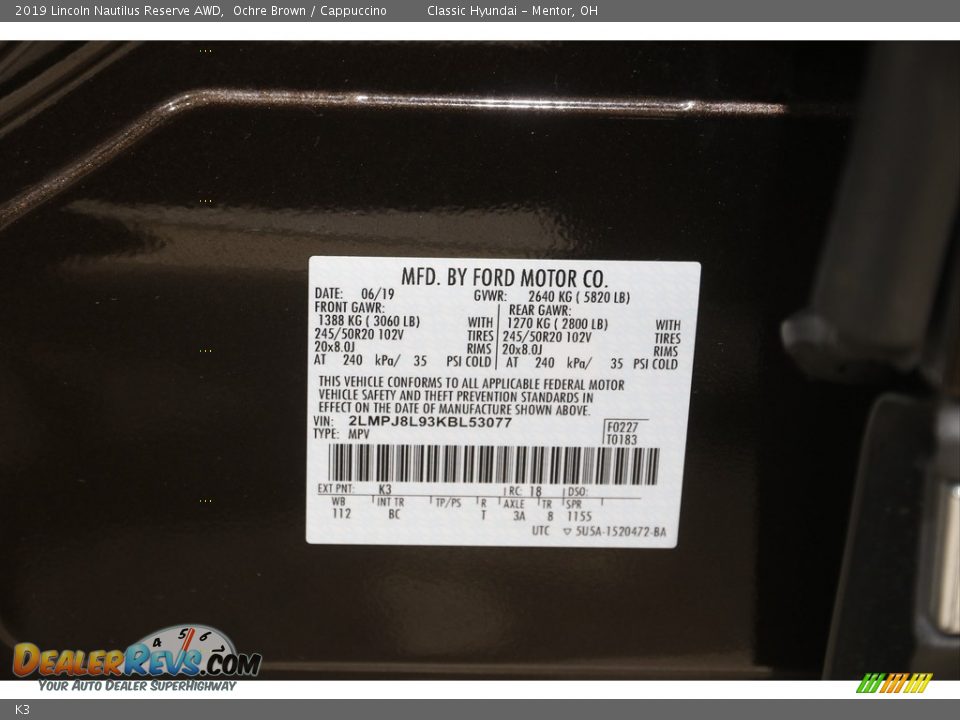 2019 Lincoln Nautilus Reserve AWD, Ochre Brown / Cappuccino Classic Hyundai – Mentor, OH
MFD. BY FORD MOTOR CO.
DATE: 06/19 GVWR: 2640 KG ( 5820 LB)
FRONT GAWR: REAR GAWR:
1388 KG ( 3060 LB) WITH 1270 KG ( 2800 LB) WITH
245/50R20 102V TIRES 245/50R20 102V TIRES
20x8.0J RIMS 20x8.0J RIMS
AT 240 kPa/ 35 PSI COLD AT 240 kPa/ 35 PSI COLD
THIS VEHICLE CONFORMS TO ALL APPLICABLE FEDERAL MOTOR
VEHICLE SAFETY AND THEFT PREVENTION STANDARDS IN
EFFECT ON THE DATE OF MANUFACTURE SHOWN ABOVE.
VIN: 2LMPJ8L93KBL53077 F0227
TYPE: MPV T0183
EXT PNT: K3 RC: 18 DSO:
WB INT TR TP/PS R AXLE TR SPR
112 BC T 3A 8 1155
UTC ▽ 5U5A-1520472-BA
4 5 6
DEALERREVS.COM
YOUR AUTO DEALER SUPERHIGHWAY
K3